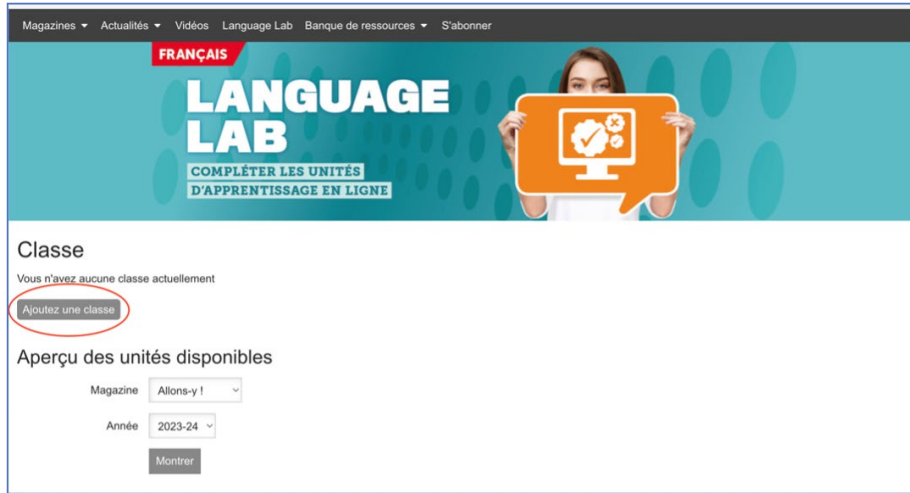 Magazines Actualités Vidéos Language Lab Banque de ressources S'abonner
FRANÇAIS
LANGUAGE
LAB
COMPLÉTER LES UNITÉS
D'APPRENTISSAGE EN LIGNE
Classe
Vous n'avez aucune classe actuellement
Ajoutez une classe
Aperçu des unités disponibles
Magazine Allons-y !
Année 2023-24
Montrer